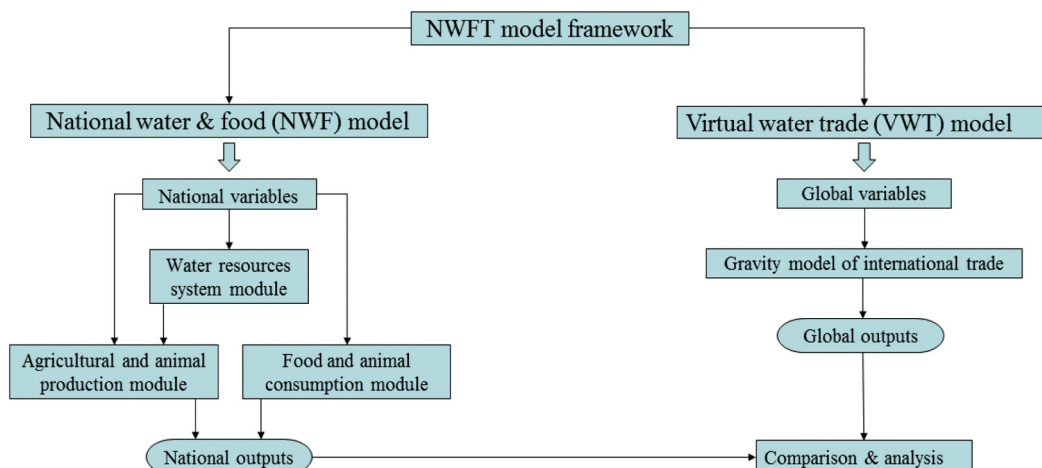 NWFT model framework
National water & food (NWF) model
Virtual water trade (VWT) model
National variables
Global variables
Water resources
system module
Gravity model of international trade
Global outputs
Agricultural and animal
production module
Food and animal
consumption module
National outputs
Comparison & analysis